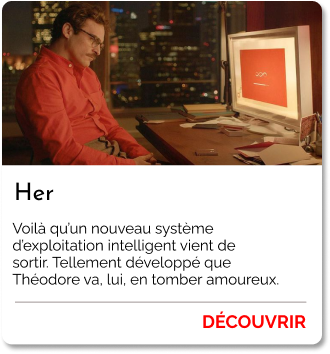 Her
Voilà qu'un nouveau système
d'exploitation intelligent vient de
sortir. Tellement développé que
Théodore va, lui, en tomber amoureux.
DÉCOUVRIR